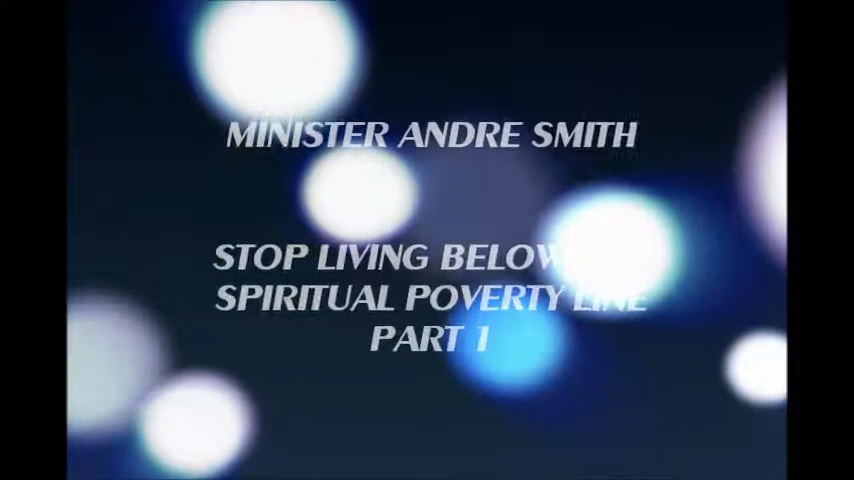 MINISTER ANDRE SMITH
STOP LIVING BELOW
SPIRITUAL POVERTY LINE
PART 1